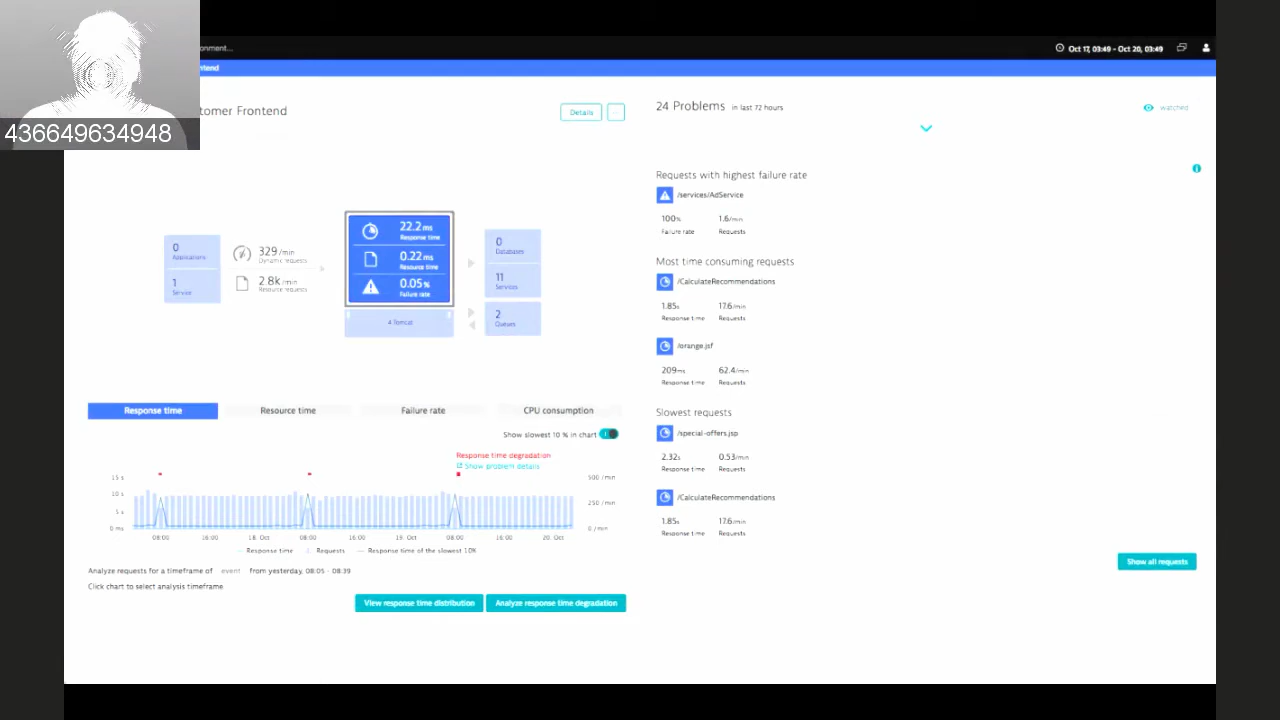 onment...
Oct 17, 03:49 - Oct 20, 03:49
ntend
436649634948
tomer Frontend
Details
...
24 Problems in last 72 hours
watched
0
Applications
1
Service
329 /min
Dynamic requests
2.8k /min
Resource requests
22.2 ms
Response time
0.22 ms
Resource time
0.05 %
Failure rate
4 Tomcat
0
Databases
11
Services
2
Queues
Response time
Resource time
Failure rate
CPU consumption
Show slowest 10 % in chart
Response time degradation
Show problem details
15 s
10 s
5 s
0 ms
500 /min
250 /min
0 /min
08:00 16:00 18. Oct 08:00 16:00 19. Oct 08:00 16:00 20. Oct
Response time Requests Response time of the slowest 10%
Analyze requests for a timeframe of event from yesterday, 08:05 - 08:39
Click chart to select analysis timeframe
View response time distribution
Analyze response time degradation
Requests with highest failure rate
/services/AdService
100% 1.6/min
Failure rate Requests
Most time consuming requests
/CalculateRecommendations
1.85s 17.6/min
Response time Requests
/orange.jsf
209ms 62.4/min
Response time Requests
Slowest requests
/special-offers.jsp
2.32s 0.53/min
Response time Requests
/CalculateRecommendations
1.85s 17.6/min
Response time Requests
Show all requests